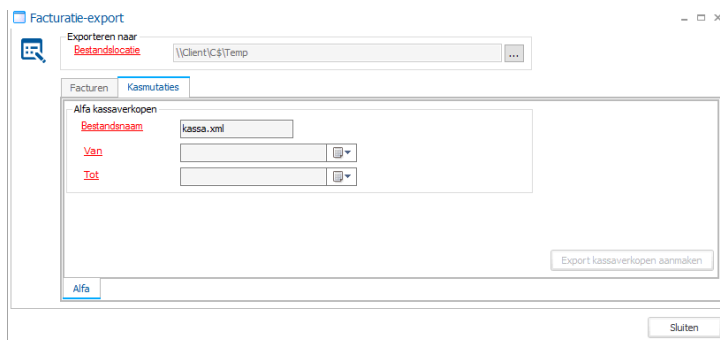 Facturatie-export
Exporteren naar
Bestandslocatie \\Client\C$\Temp ...
Facturen Kasmutaties
Alfa kassaverkopen
Bestandsnaam kassa.xml
Van
Tot
Export kassaverkopen aanmaken
Alfa
Sluiten